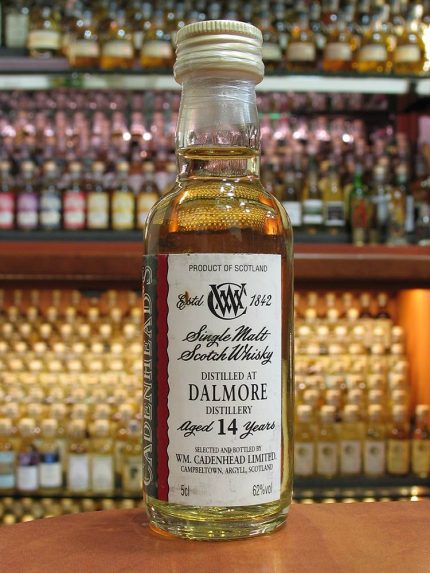 PRODUCT OF SCOTLAND
Estd WMC 1842
Single Malt
Scotch Whisky
DISTILLED AT
DALMORE
DISTILLERY
Aged 14 Years
SELECTED AND BOTTLED BY
WM. CADENHEAD LIMITED.
CAMPBELTOWN, ARGYLL, SCOTLAND
5cl 62%vol
CADENHEAD'S